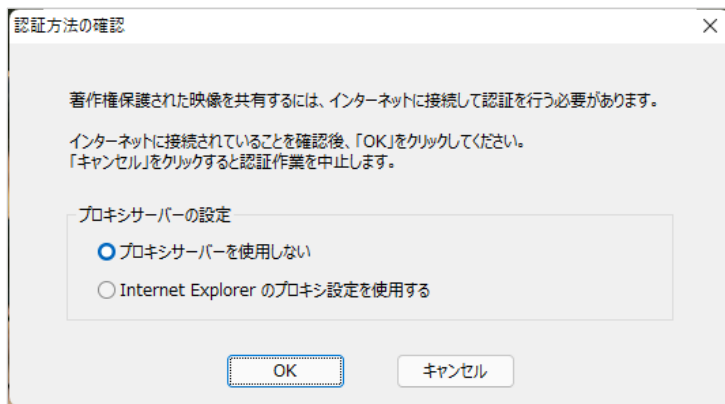 認証方法の確認
著作権保護された映像を共有するには、インターネットに接続して認証を行う必要があります。
インターネットに接続されていることを確認後、「OK」をクリックしてください。
「キャンセル」をクリックすると認証作業を中止します。
プロキシサーバーの設定
プロキシサーバーを使用しない
Internet Explorer のプロキシ設定を使用する
OK
キャンセル